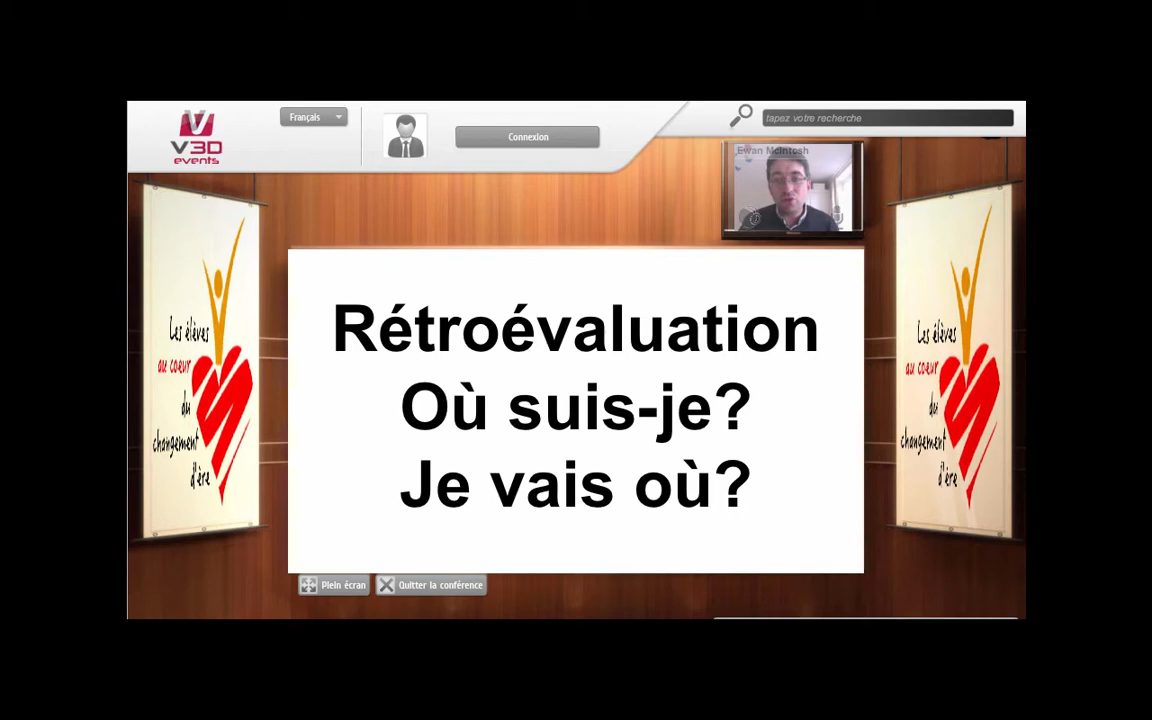 V3D
events
Français
Connexion
tapez votre recherche
Ewan McIntosh
Les élèves
au coeur
du
changement
d'ère
Rétroévaluation
Où suis-je?
Je vais où?
Les élèves
au coeur
du
changement
d'ère
Plein écran
Quitter la conférence